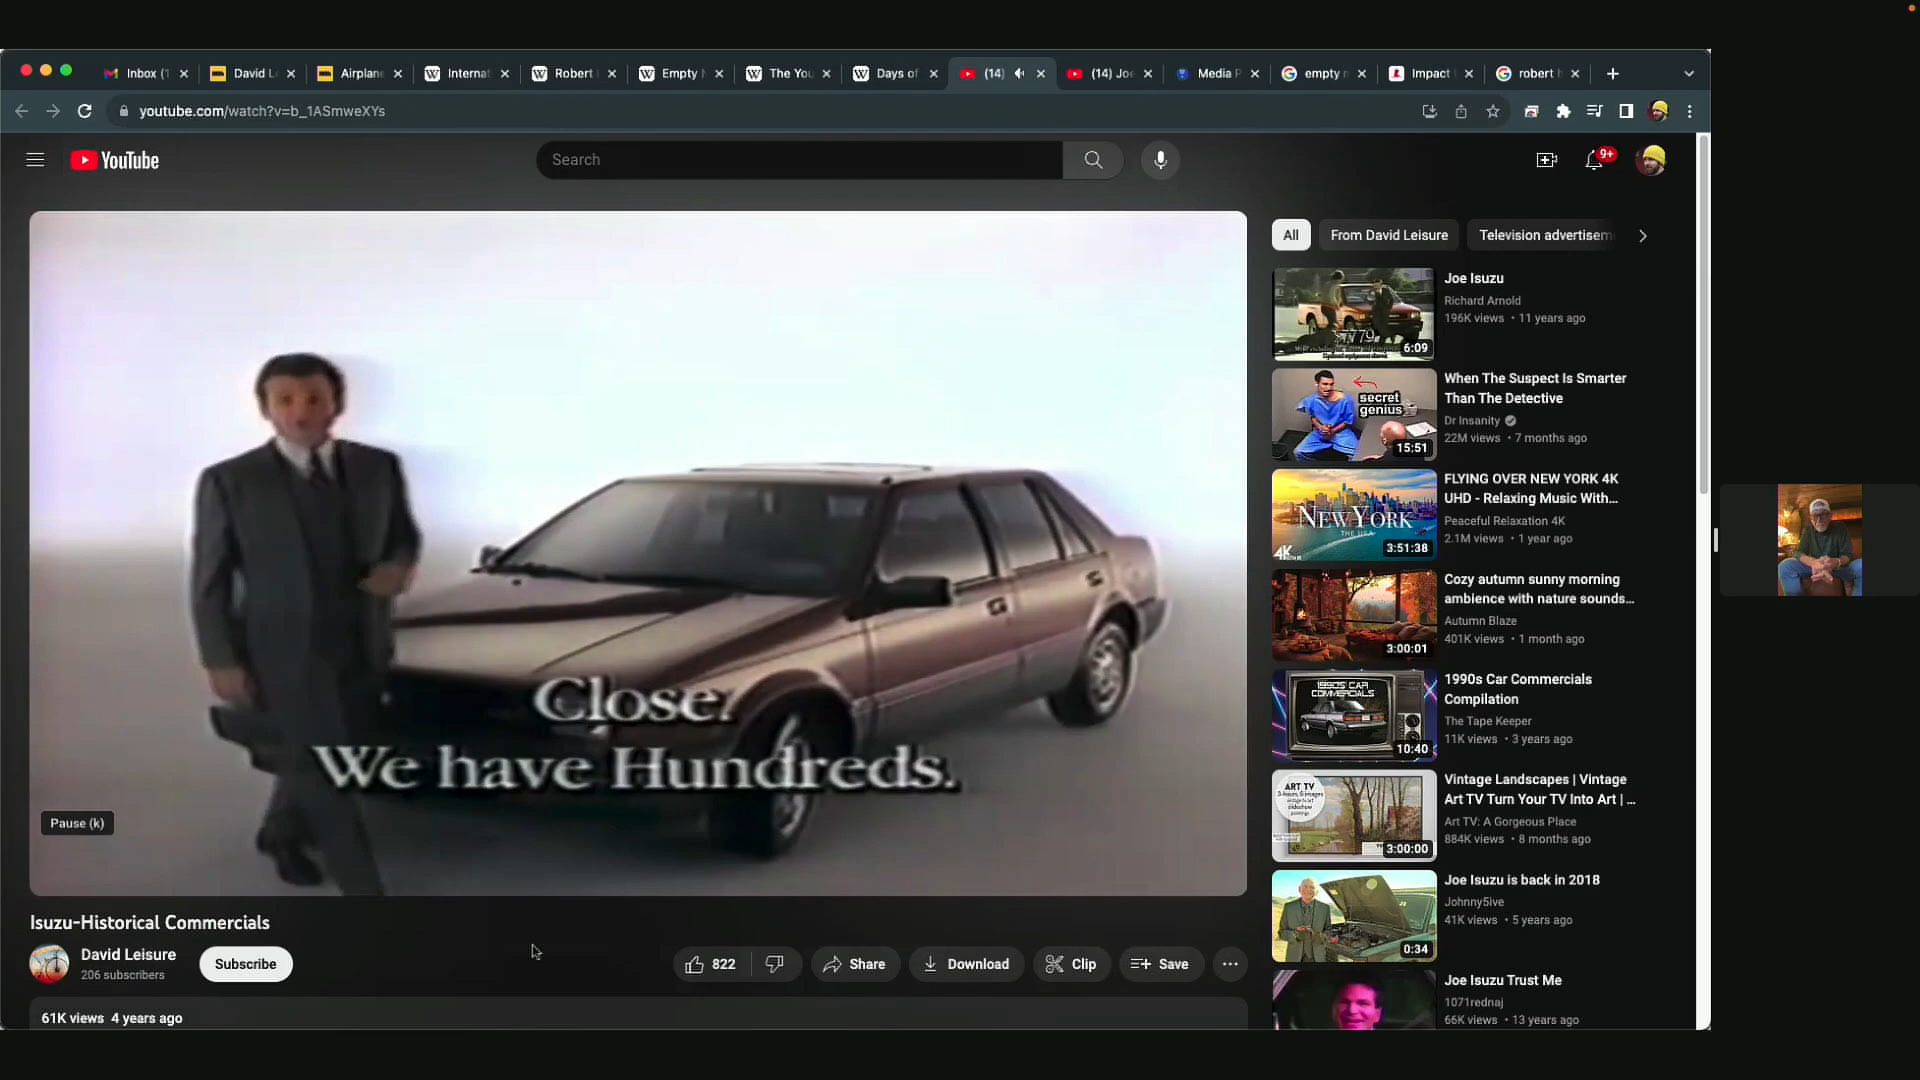 Inbox (1
David L
Airplane
Internat
Robert
Empty N
The You
Days of
(14)
(14) Joe
Media P
empty n
Impact
robert h
youtube.com/watch?v=b_1ASmweXYs
YouTube
Search
9+
All
From David Leisure
Television advertisem
Close.
We have Hundreds.
Pause (k)
Isuzu-Historical Commercials
David Leisure
206 subscribers
Subscribe
822
Share
Download
Clip
Save
61K views 4 years ago
6:09
Joe Isuzu
Richard Arnold
196K views • 11 years ago
secret
genius
15:51
When The Suspect Is Smarter
Than The Detective
Dr Insanity
22M views • 7 months ago
NEW YORK
THE USA
4K
3:51:38
FLYING OVER NEW YORK 4K
UHD - Relaxing Music With...
Peaceful Relaxation 4K
2.1M views • 1 year ago
3:00:01
Cozy autumn sunny morning
ambience with nature sounds...
Autumn Blaze
401K views • 1 month ago
1990s CAR
COMMERCIALS
10:40
1990s Car Commercials
Compilation
The Tape Keeper
11K views • 3 years ago
ART TV
3:00:00
Vintage Landscapes | Vintage
Art TV Turn Your TV Into Art | ...
Art TV: A Gorgeous Place
884K views • 8 months ago
0:34
Joe Isuzu is back in 2018
Johnny5ive
41K views • 5 years ago
Joe Isuzu Trust Me
1071rednaj
66K views • 13 years ago